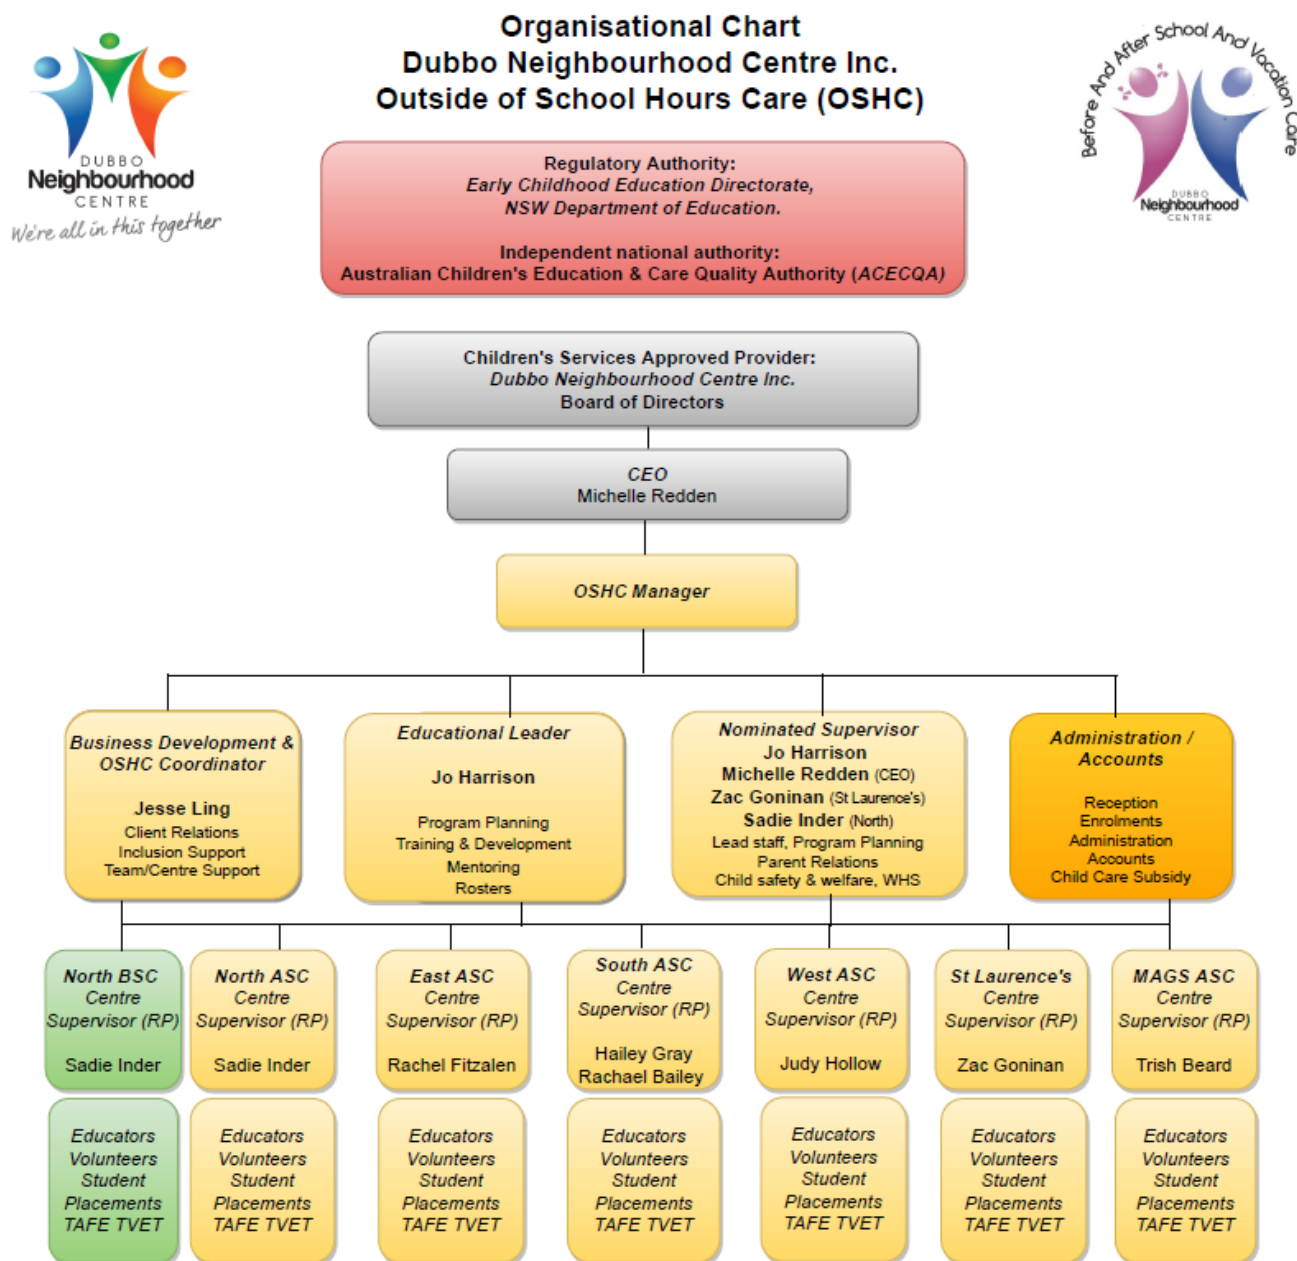 Organisational Chart
Dubbo Neighbourhood Centre Inc.
Outside of School Hours Care (OSHC)
DUBBO
Neighbourhood
CENTRE
We're all in this together
Before And After School And Vacation Care
DUBBO
Neighbourhood
CENTRE
Regulatory Authority:
Early Childhood Education Directorate,
NSW Department of Education.
Independent national authority:
Australian Children's Education & Care Quality Authority (ACECQA)
Children's Services Approved Provider:
Dubbo Neighbourhood Centre Inc.
Board of Directors
CEO
Michelle Redden
OSHC Manager
Business Development &
OSHC Coordinator
Jesse Ling
Client Relations
Inclusion Support
Team/Centre Support
Educational Leader
Jo Harrison
Program Planning
Training & Development
Mentoring
Rosters
Nominated Supervisor
Jo Harrison
Michelle Redden (CEO)
Zac Goninan (St Laurence's)
Sadie Inder (North)
Lead staff, Program Planning
Parent Relations
Child safety & welfare, WHS
Administration /
Accounts
Reception
Enrolments
Administration
Accounts
Child Care Subsidy
North BSC
Centre
Supervisor (RP)
Sadie Inder
North ASC
Centre
Supervisor (RP)
Sadie Inder
East ASC
Centre
Supervisor (RP)
Rachel Fitzalen
South ASC
Centre
Supervisor (RP)
Hailey Gray
Rachael Bailey
West ASC
Centre
Supervisor (RP)
Judy Hollow
St Laurence's
Centre
Supervisor (RP)
Zac Goninan
MAGS ASC
Centre
Supervisor (RP)
Trish Beard
Educators
Volunteers
Student
Placements
TAFE TVET
Educators
Volunteers
Student
Placements
TAFE TVET
Educators
Volunteers
Student
Placements
TAFE TVET
Educators
Volunteers
Student
Placements
TAFE TVET
Educators
Volunteers
Student
Placements
TAFE TVET
Educators
Volunteers
Student
Placements
TAFE TVET
Educators
Volunteers
Student
Placements
TAFE TVET